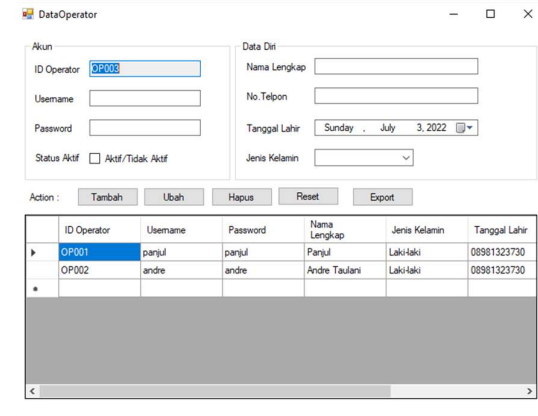 DataOperator
Akun
ID Operator OP003
Username
Password
Status Aktif Aktif/Tidak Aktif
Data Diri
Nama Lengkap
No.Telpon
Tanggal Lahir Sunday , July 3, 2022
Jenis Kelamin
Action : Tambah Ubah Hapus Reset Export
ID Operator Username Password Nama Lengkap Jenis Kelamin Tanggal Lahir
OP001 panjul panjul Panjul Laki-laki 08981323730
OP002 andre andre Andre Taulani Laki-laki 08981323730